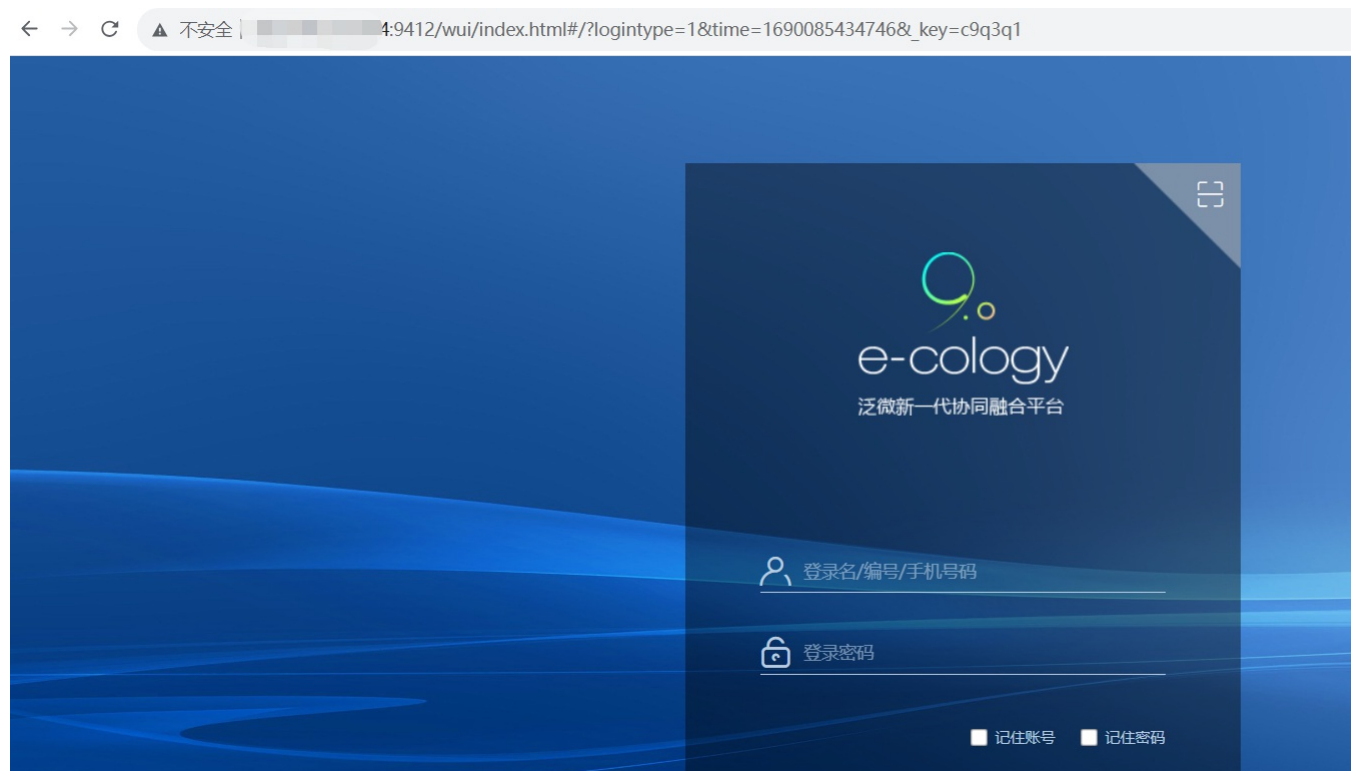 不安全 4:9412/wui/index.html#/?logintype=1&time=1690085434746&_key=c9q3q1
9.0
e-cology
泛微新一代协同融合平台
登录名/编号/手机号码
登录密码
记住账号 记住密码